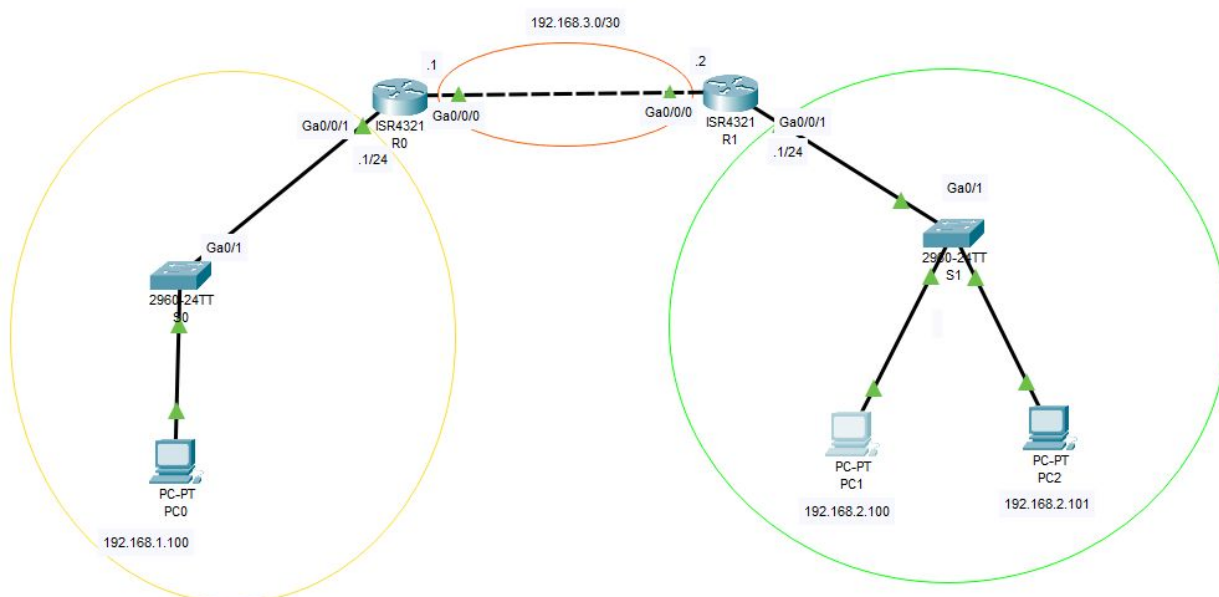 192.168.3.0/30
.1
.2
Ga0/0/1
ISR4321
R0
Ga0/0/0
Ga0/0/0
ISR4321
R1
Ga0/0/1
.1/24
.1/24
Ga0/1
Ga0/1
2960-24TT
S0
2960-24TT
S1
PC-PT
PC0
192.168.1.100
PC-PT
PC1
192.168.2.100
PC-PT
PC2
192.168.2.101